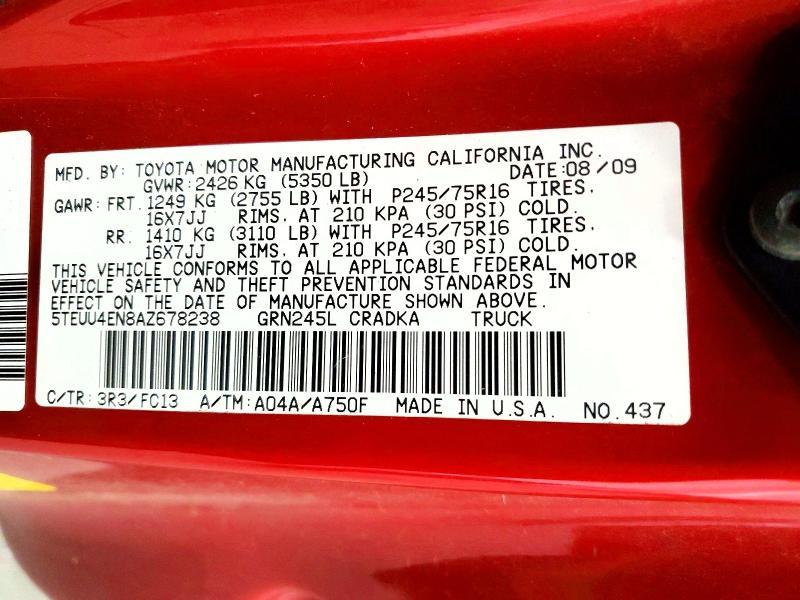 MFD. BY: TOYOTA MOTOR MANUFACTURING CALIFORNIA INC.
GVWR: 2426 KG (5350 LB) DATE: 08/09
GAWR: FRT. 1249 KG (2755 LB) WITH P245/75R16 TIRES,
16X7JJ RIMS, AT 210 KPA (30 PSI) COLD.
RR. 1410 KG (3110 LB) WITH P245/75R16 TIRES,
16X7JJ RIMS, AT 210 KPA (30 PSI) COLD.
THIS VEHICLE CONFORMS TO ALL APPLICABLE FEDERAL MOTOR
VEHICLE SAFETY AND THEFT PREVENTION STANDARDS IN
EFFECT ON THE DATE OF MANUFACTURE SHOWN ABOVE.
5TEUU4EN8AZ678238 GRN245L CRADKA TRUCK
C/TR: 3R3/FC13 A/TM: A04A/A750F MADE IN U.S.A. NO. 437